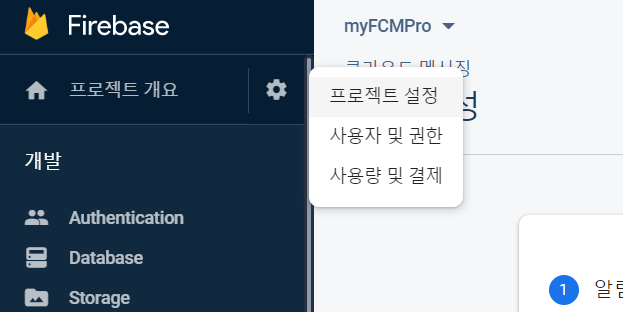 Firebase
myFCMPro
프로젝트 개요
프로젝트 설정
사용자 및 권한
사용량 및 결제
개발
Authentication
Database
Storage
1